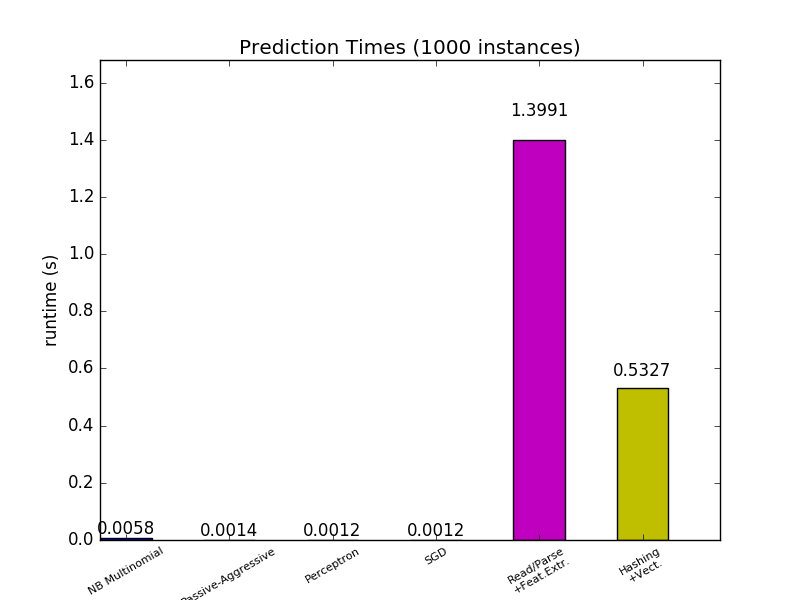 Prediction Times (1000 instances)
1.6
1.4
1.2
1.0
0.8
0.6
0.4
0.2
0.0
runtime (s)
0.0058
0.0014
0.0012
0.0012
1.3991
0.5327
NB Multinomial
Passive-Aggressive
Perceptron
SGD
Read/Parse
+Feat.Extr.
Hashing
+Vect.